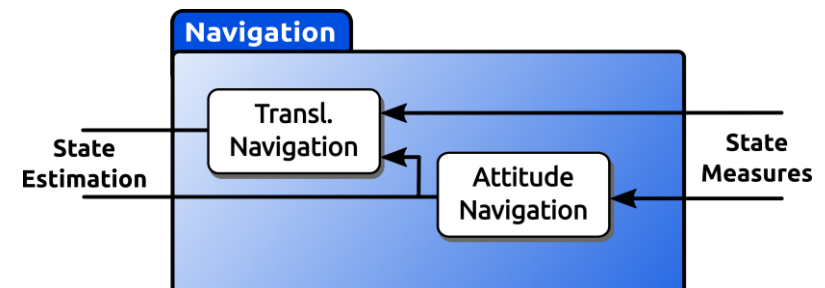 Navigation
Transl.
Navigation
State
Estimation
State
Measures
Attitude
Navigation